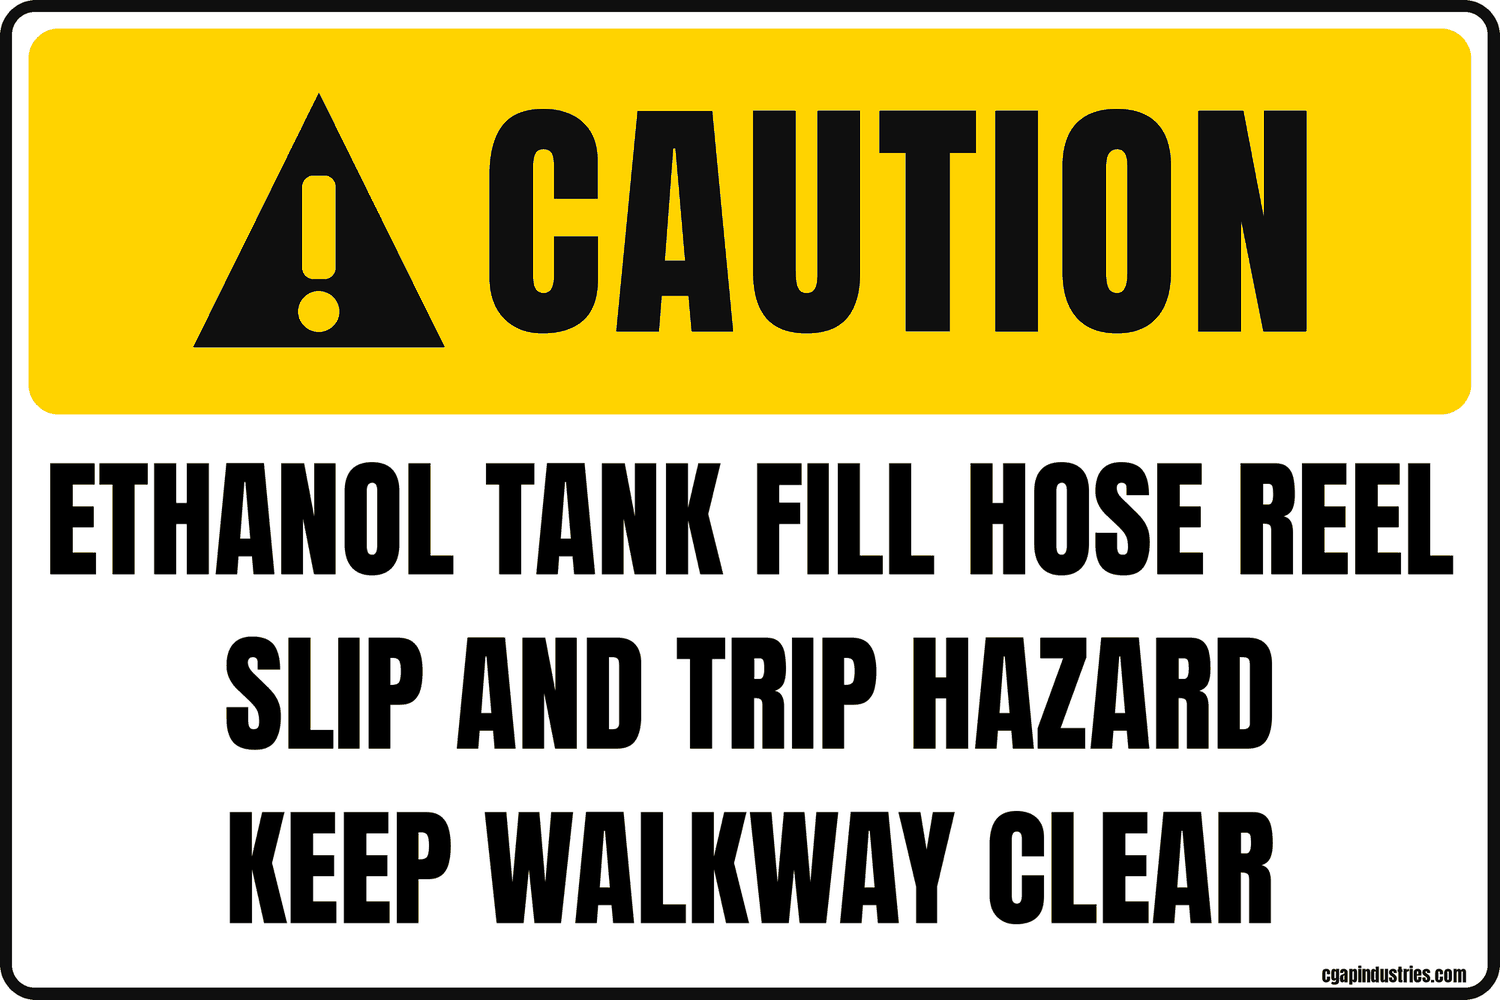 CAUTION
ETHANOL TANK FILL HOSE REEL
SLIP AND TRIP HAZARD
KEEP WALKWAY CLEAR
cgapindustries.com